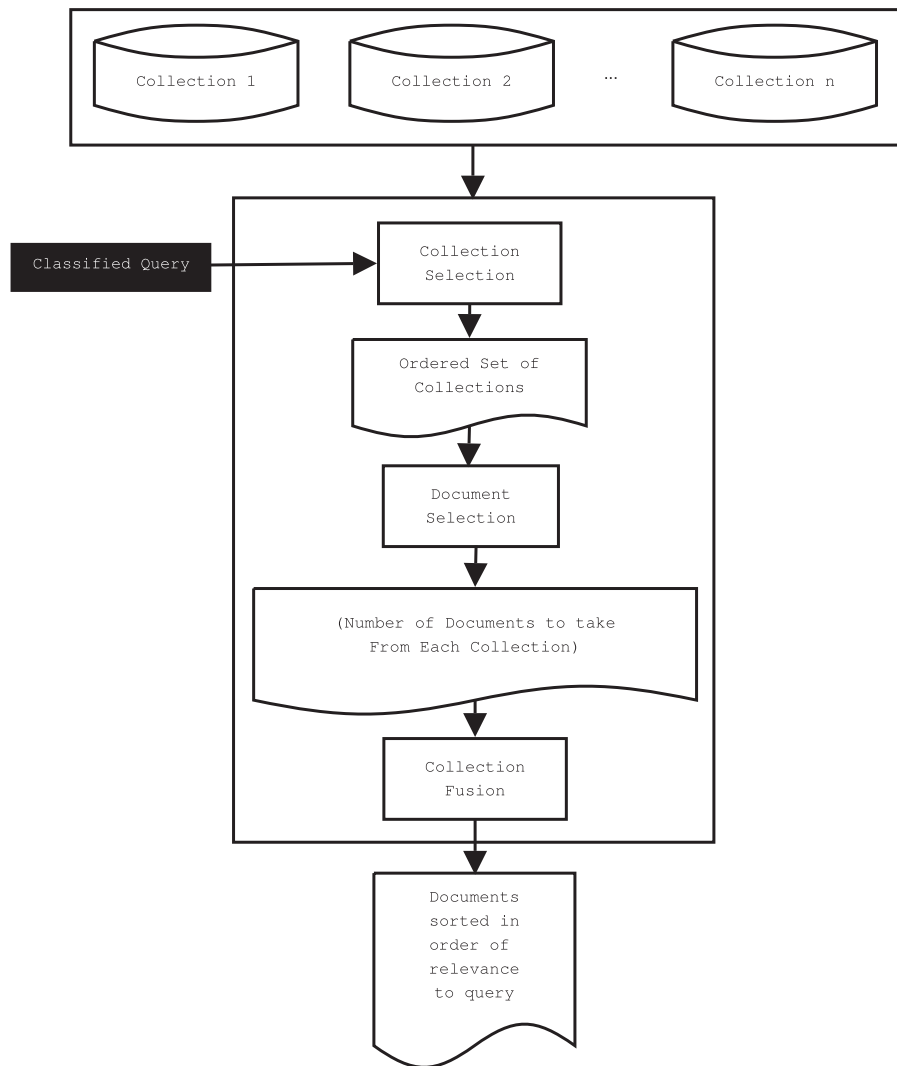 Collection 1
Collection 2
...
Collection n
Classified Query
Collection
Selection
Ordered Set of
Collections
Document
Selection
(Number of Documents to take
From Each Collection)
Collection
Fusion
Documents
sorted in
order of
relevance
to query